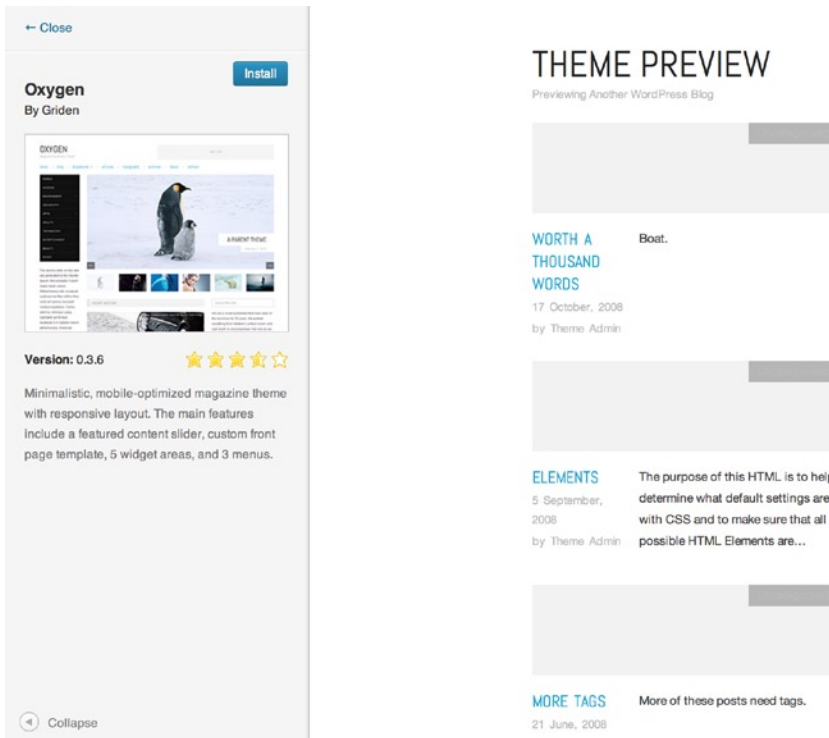 ← Close
Install
Oxygen
By Griden
OXYGEN
A PARENT THEME
Version: 0.3.6
Minimalistic, mobile-optimized magazine theme
with responsive layout. The main features
include a featured content slider, custom front
page template, 5 widget areas, and 3 menus.
Collapse
THEME PREVIEW
Previewing Another WordPress Blog
WORTH A
THOUSAND
WORDS
17 October, 2008
by Theme Admin
Boat.
ELEMENTS
5 September,
2008
by Theme Admin
The purpose of this HTML is to help
determine what default settings are
with CSS and to make sure that all
possible HTML Elements are...
MORE TAGS
21 June, 2008
More of these posts need tags.